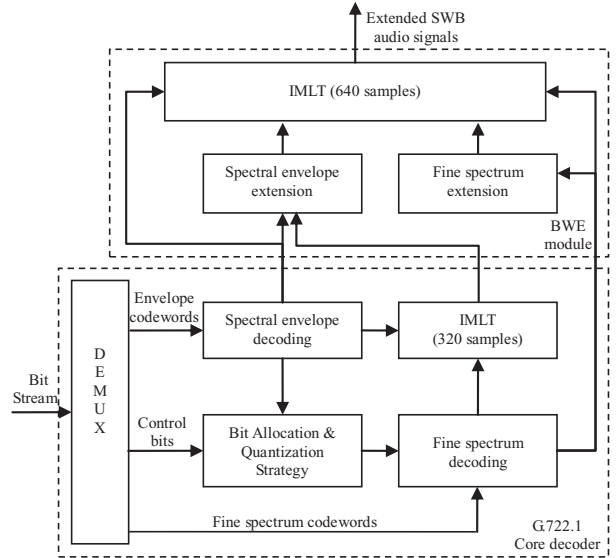 Extended SWB
audio signals
IMLT (640 samples)
Spectral envelope
extension
Fine spectrum
extension
BWE
module
Envelope
codewords
Spectral envelope
decoding
IMLT
(320 samples)
D
E
M
U
X
Bit
Stream
Control
bits
Bit Allocation &
Quantization
Strategy
Fine spectrum
decoding
Fine spectrum codewords
G.722.1
Core decoder